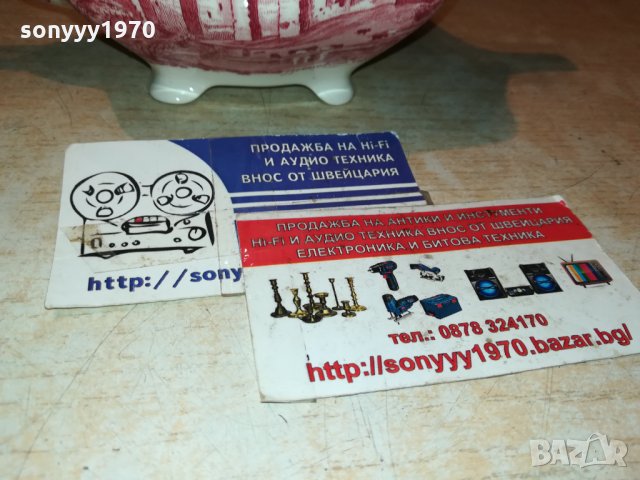 sonyyy1970
ПРОДАЖБА НА Hi-Fi
И АУДИО ТЕХНИКА
ВНОС ОТ ШВЕЙЦАРИЯ
http://sony
ПРОДАЖБА НА АНТИКИ И ИНСТРУМЕНТИ
Hi-Fi И АУДИО ТЕХНИКА ВНОС ОТ ШВЕЙЦАРИЯ
ЕЛЕКТРОНИКА И БИТОВА ТЕХНИКА
тел.: 0878 324170
http://sonyyy1970.bazar.bg/
BAZAR
.bg